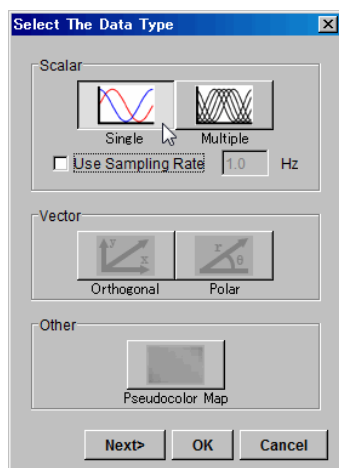 Select The Data Type
Scalar
Single Multiple
Use Sampling Rate 1.0 Hz
Vector
y x r θ
Orthogonal Polar
Other
Pseudocolor Map
Next> OK Cancel